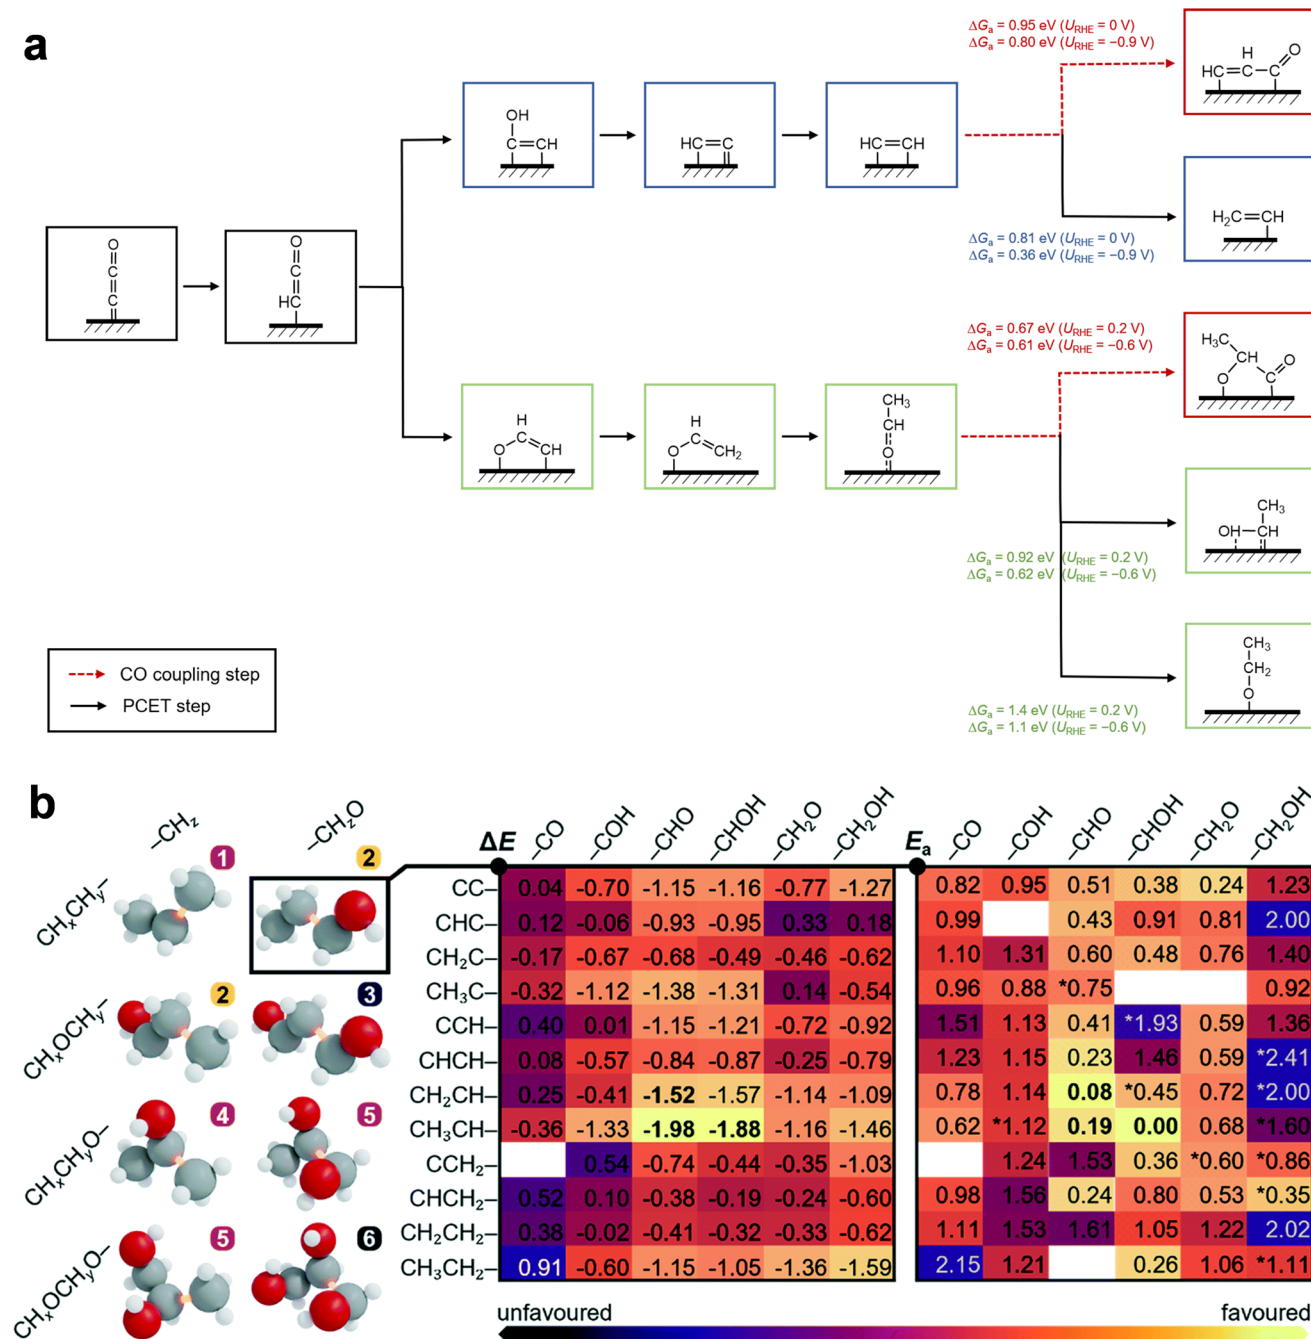 a
ΔGa = 0.95 eV (URHE = 0 V)
ΔGa = 0.80 eV (URHE = −0.9 V)
H
HC C O
OH
C CH
HC C
HC CH
ΔGa = 0.81 eV (URHE = 0 V)
ΔGa = 0.36 eV (URHE = −0.9 V)
H2C CH
O
C
C
O
C
HC
ΔGa = 0.67 eV (URHE = 0.2 V)
ΔGa = 0.61 eV (URHE = −0.6 V)
H3C
CH O
O C
H
O C CH
H
O C CH2
CH3
CH
O
CH3
OH CH
ΔGa = 0.92 eV (URHE = 0.2 V)
ΔGa = 0.62 eV (URHE = −0.6 V)
CH3
CH2
O
ΔGa = 1.4 eV (URHE = 0.2 V)
ΔGa = 1.1 eV (URHE = −0.6 V)
CO coupling step
PCET step
b
–CHz –CHzO
CHxCHy– 1 2
CHxOCHy– 2 3
CHxCHyO– 4 5
CHxOCHyO– 5 6
ΔE –CO –COH –CHO –CHOH –CH2O –CH2OH Ea –CO –COH –CHO –CHOH –CH2O –CH2OH
CC– 0.04 -0.70 -1.15 -1.16 -0.77 -1.27 0.82 0.95 0.51 0.38 0.24 1.23
CHC– 0.12 -0.06 -0.93 -0.95 0.33 0.18 0.99 0.43 0.91 0.81 2.00
CH2C– -0.17 -0.67 -0.68 -0.49 -0.46 -0.62 1.10 1.31 0.60 0.48 0.76 1.40
CH3C– -0.32 -1.12 -1.38 -1.31 0.14 -0.54 0.96 0.88 *0.75 0.92
CCH– 0.40 0.01 -1.15 -1.21 -0.72 -0.92 1.51 1.13 0.41 *1.93 0.59 1.36
CHCH– 0.08 -0.57 -0.84 -0.87 -0.25 -0.79 1.23 1.15 0.23 1.46 0.59 *2.41
CH2CH– 0.25 -0.41 -1.52 -1.57 -1.14 -1.09 0.78 1.14 0.08 *0.45 0.72 *2.00
CH3CH– -0.36 -1.33 -1.98 -1.88 -1.16 -1.46 0.62 *1.12 0.19 0.00 0.68 *1.60
CCH2– 0.54 -0.74 -0.44 -0.35 -1.03 1.24 1.53 0.36 *0.60 *0.86
CHCH2– 0.52 0.10 -0.38 -0.19 -0.24 -0.60 0.98 1.56 0.24 0.80 0.53 *0.35
CH2CH2– 0.38 -0.02 -0.41 -0.32 -0.33 -0.62 1.11 1.53 1.61 1.05 1.22 2.02
CH3CH2– 0.91 -0.60 -1.15 -1.05 -1.36 -1.59 2.15 1.21 0.26 1.06 *1.11
unfavoured favoured